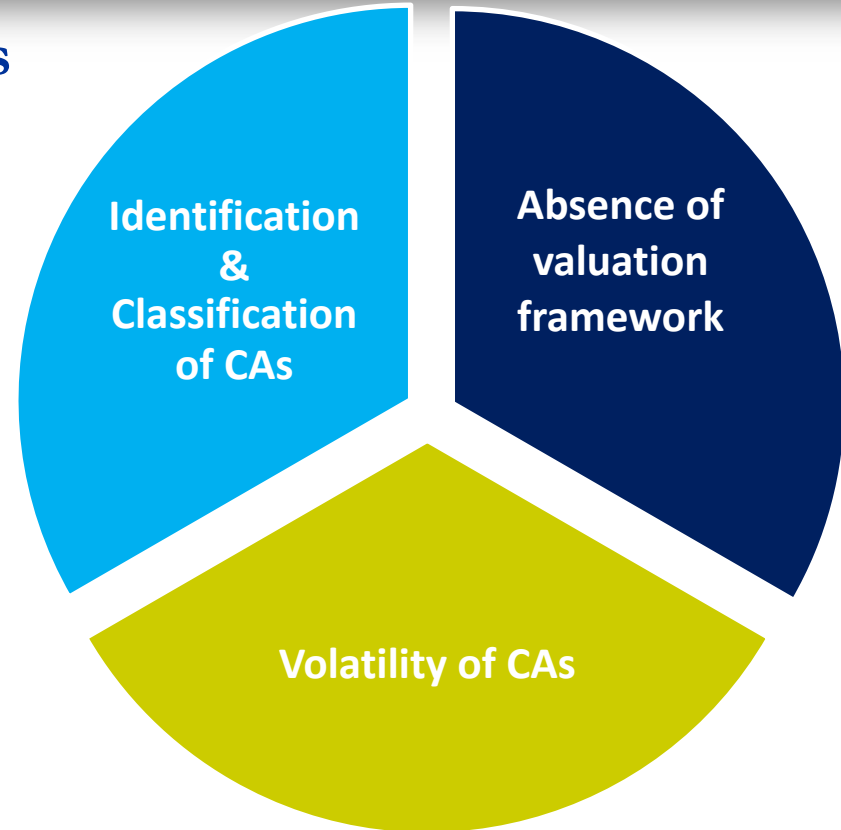 s
Identification
&
Classification
of CAs
Absence of
valuation
framework
Volatility of CAs